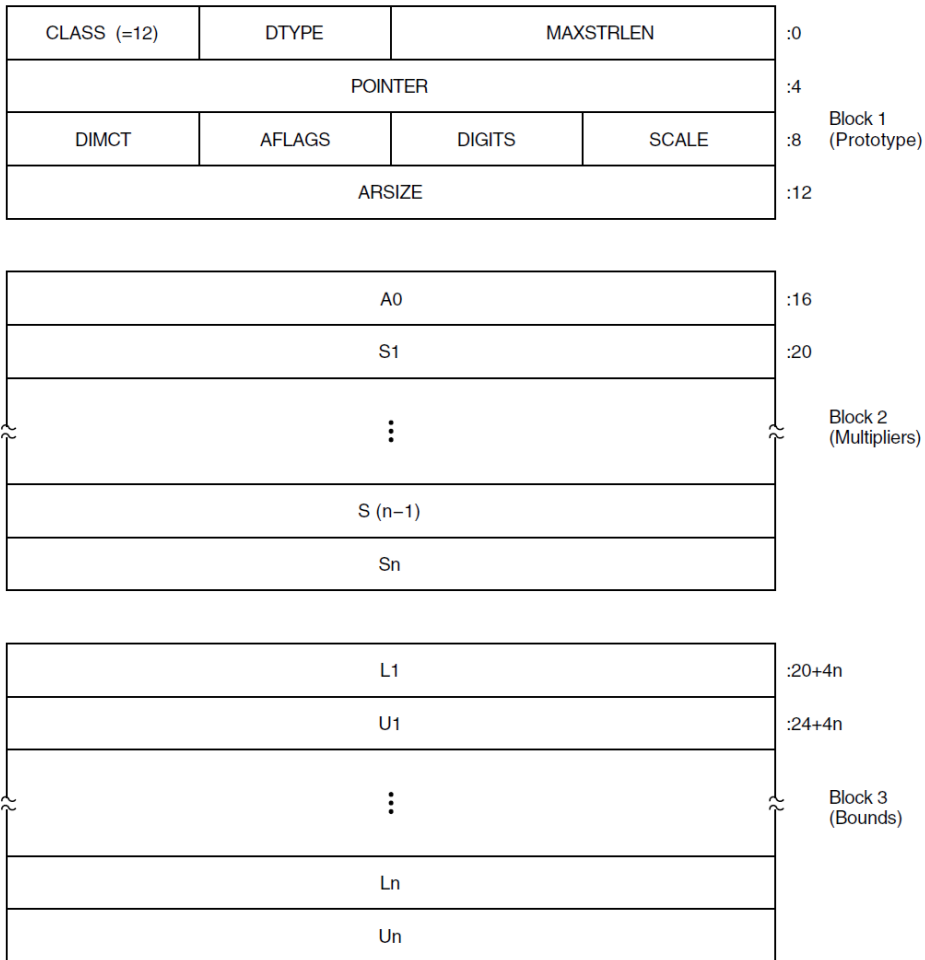 CLASS (=12) DTYPE MAXSTRLEN :0
POINTER :4
DIMCT AFLAGS DIGITS SCALE :8
Block 1
(Prototype)
ARSIZE :12
A0 :16
S1 :20
⋮
Block 2
(Multipliers)
S (n−1)
Sn
L1 :20+4n
U1 :24+4n
⋮
Block 3
(Bounds)
Ln
Un